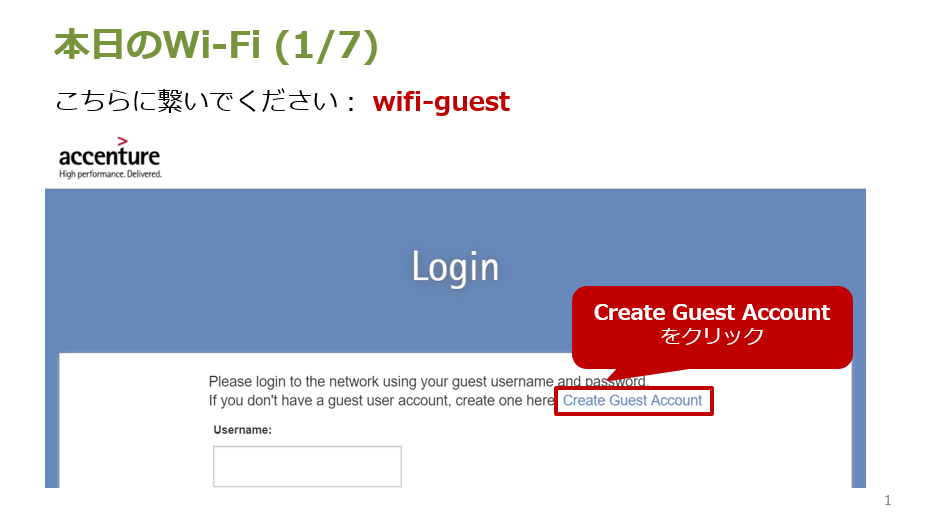 本日のWi-Fi (1/7)
こちらに繋いでください： wifi-guest
accenture
High performance. Delivered.
Login
Create Guest Account
をクリック
Please login to the network using your guest username and password.
If you don't have a guest user account, create one here Create Guest Account
Username:
1